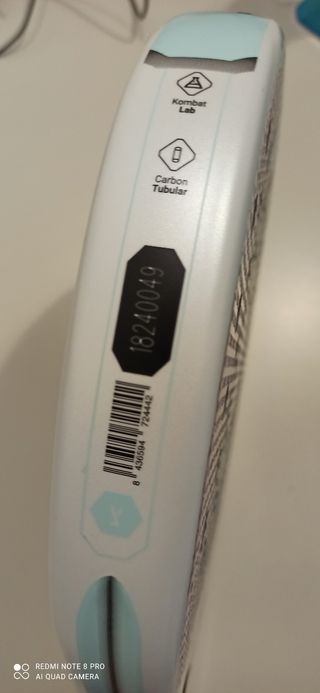 Kombat
Lab
Carbon
Tubular
18240049
8 436594 724442
REDMI NOTE 8 PRO
AI QUAD CAMERA